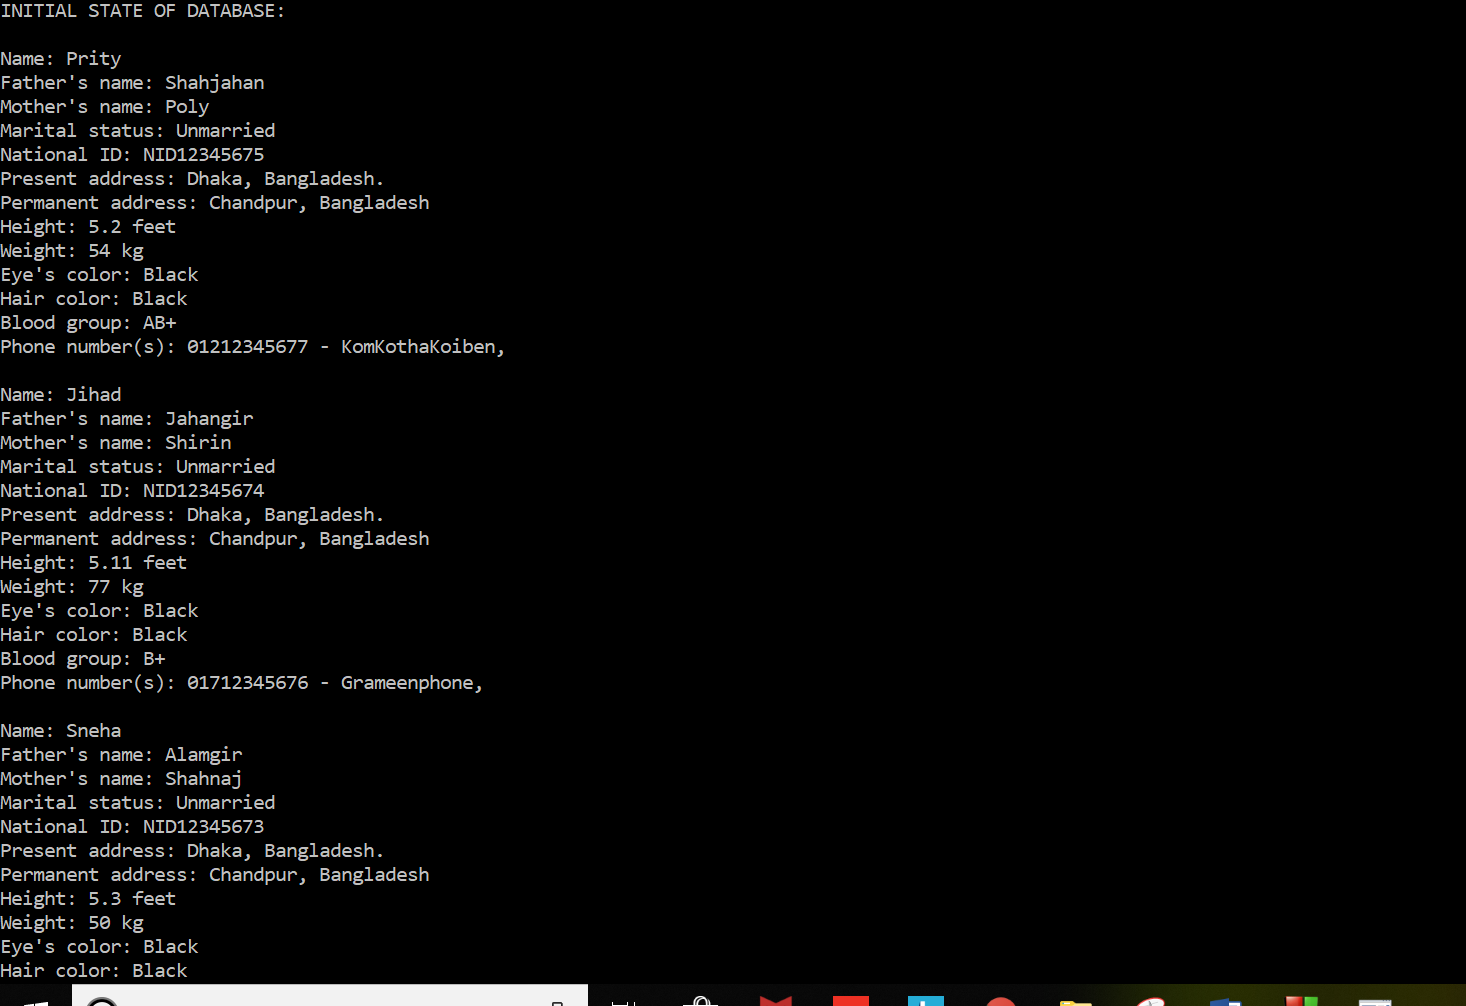 INITIAL STATE OF DATABASE:
Name: Prity
Father's name: Shahjahan
Mother's name: Poly
Marital status: Unmarried
National ID: NID12345675
Present address: Dhaka, Bangladesh.
Permanent address: Chandpur, Bangladesh
Height: 5.2 feet
Weight: 54 kg
Eye's color: Black
Hair color: Black
Blood group: AB+
Phone number(s): 01212345677 - KomKothaKoiben,
Name: Jihad
Father's name: Jahangir
Mother's name: Shirin
Marital status: Unmarried
National ID: NID12345674
Present address: Dhaka, Bangladesh.
Permanent address: Chandpur, Bangladesh
Height: 5.11 feet
Weight: 77 kg
Eye's color: Black
Hair color: Black
Blood group: B+
Phone number(s): 01712345676 - Grameenphone,
Name: Sneha
Father's name: Alamgir
Mother's name: Shahnaj
Marital status: Unmarried
National ID: NID12345673
Present address: Dhaka, Bangladesh.
Permanent address: Chandpur, Bangladesh
Height: 5.3 feet
Weight: 50 kg
Eye's color: Black
Hair color: Black